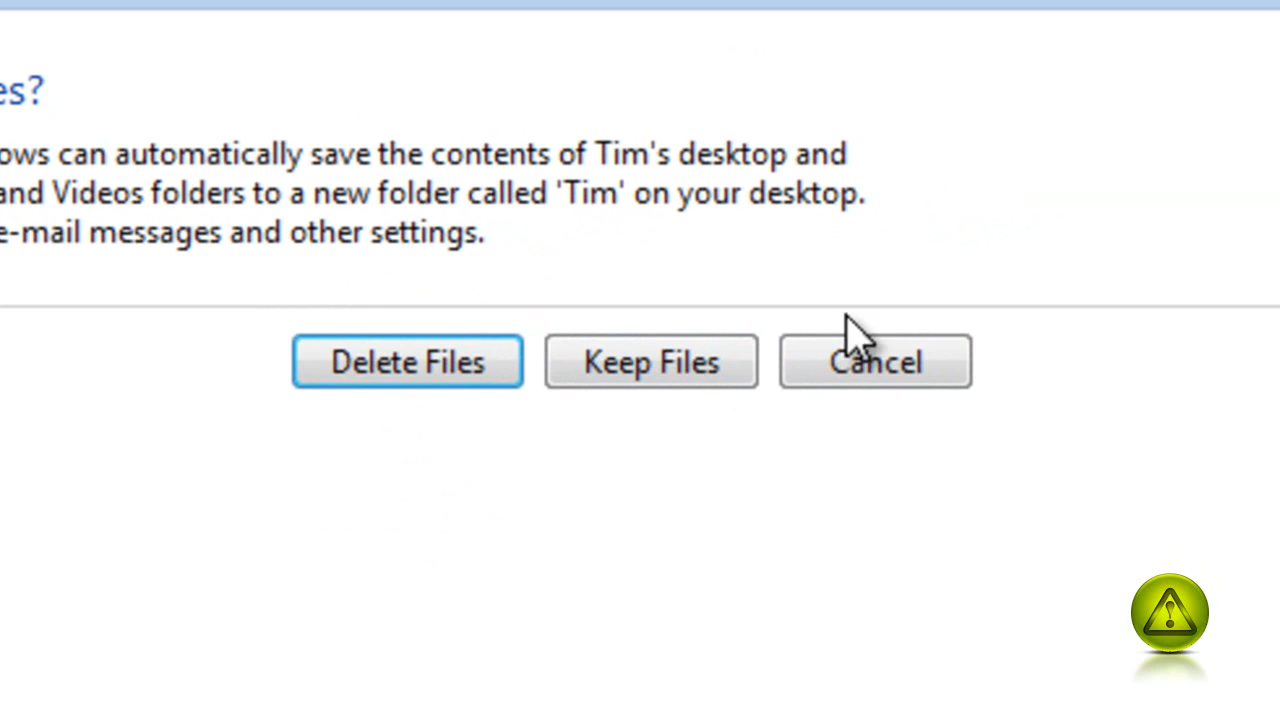 es?
ows can automatically save the contents of Tim's desktop and
and Videos folders to a new folder called 'Tim' on your desktop.
e-mail messages and other settings.
Delete Files Keep Files Cancel